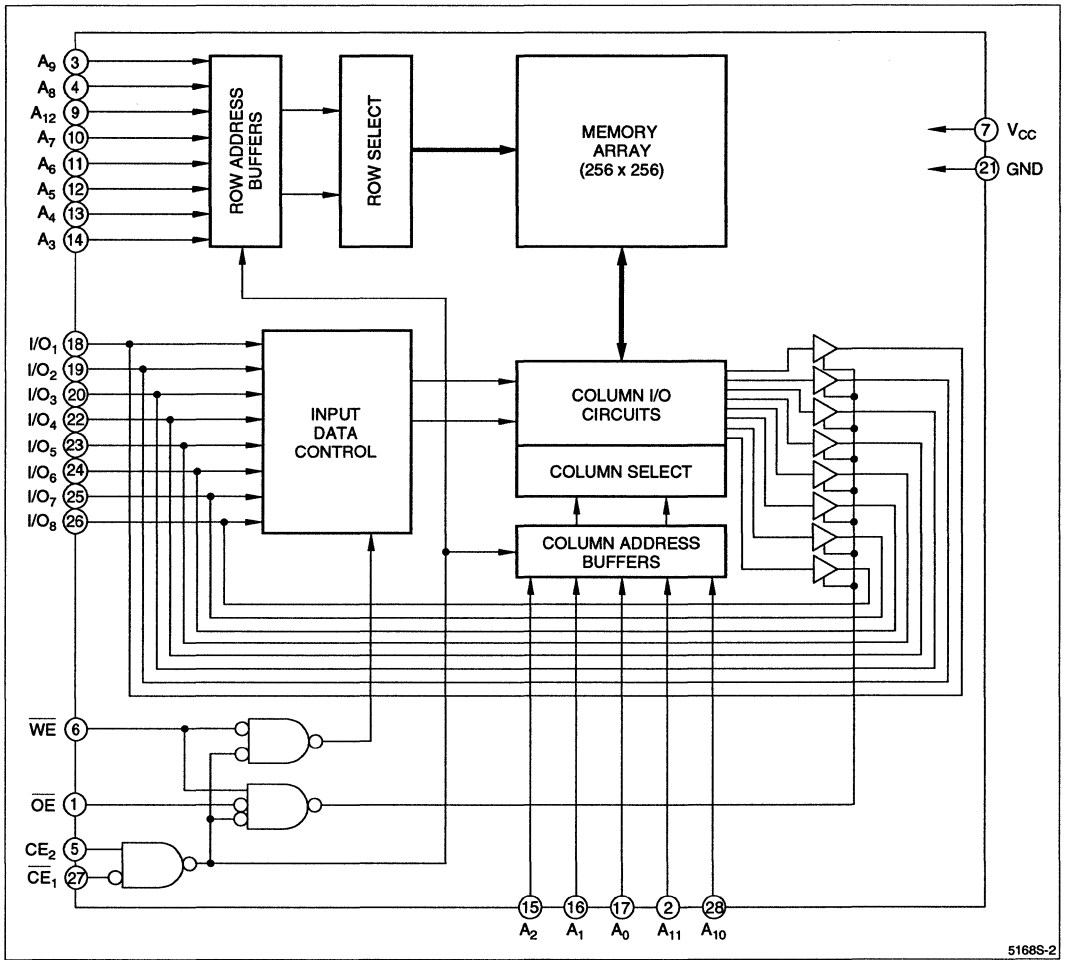 A9 3
A8 4
A12 9
A7 10
A6 11
A5 12
A4 13
A3 14
ROW ADDRESS
BUFFERS
ROW SELECT
MEMORY
ARRAY
(256 x 256)
7 VCC
21 GND
I/O1 18
I/O2 19
I/O3 20
I/O4 22
I/O5 23
I/O6 24
I/O7 25
I/O8 26
INPUT
DATA
CONTROL
COLUMN I/O
CIRCUITS
COLUMN SELECT
COLUMN ADDRESS
BUFFERS
W̅E̅ 6
O̅E̅ 1
CE2 5
C̅E̅1 27
15 16 17 2 28
A2 A1 A0 A11 A10
5168S-2